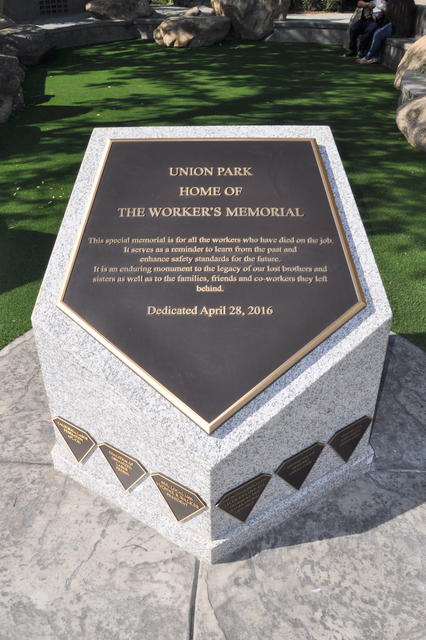 UNION PARK
HOME OF
THE WORKER'S MEMORIAL
This special memorial is for all the workers who have died on the job.
It serves as a reminder to learn from the past and
enhance safety standards for the future.
It is an enduring monument to the legacy of our lost brothers and
sisters as well as to the families, friends and co-workers they left
behind.
Dedicated April 28, 2016